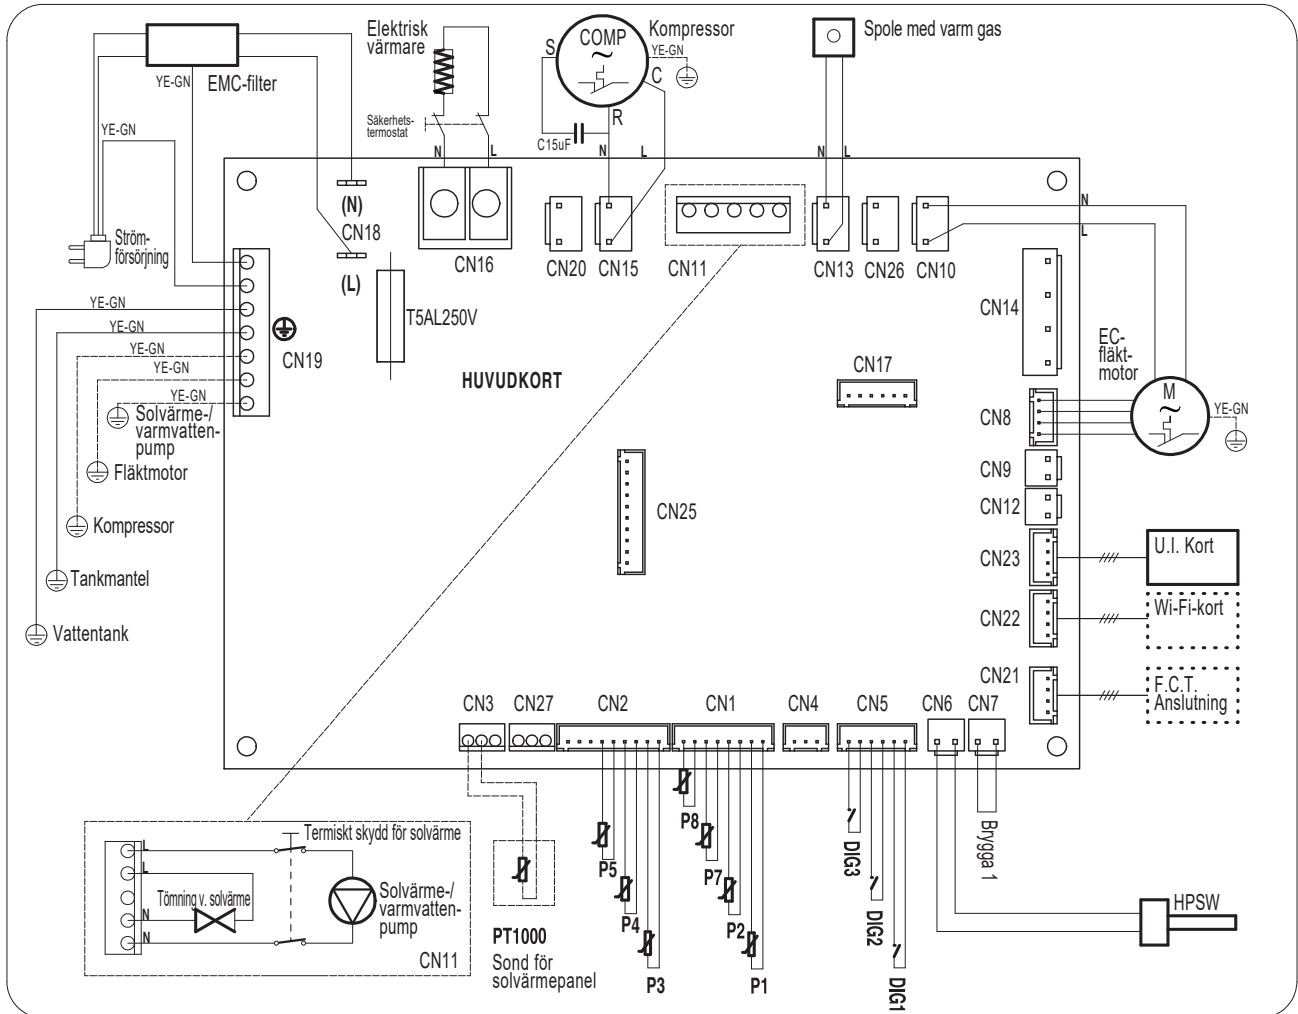 Elektrisk
värmare
COMP
~
Kompressor
Spole med varm gas
S
YE-GN
C
R
EMC-filter
YE-GN
Säkerhets-
termostat
C15uF
N
L
N
L
N
L
YE-GN
(N)
CN18
(L)
Ström-
försörjning
CN16
CN20
CN15
CN11
CN13
CN26
CN10
N
L
CN14
YE-GN
YE-GN
YE-GN
YE-GN
YE-GN
CN19
T5AL250V
HUVUDKORT
CN17
EC-
fläkt-
motor
M
~
YE-GN
CN8
Solvärme-/
varmvatten-
pump
Fläktmotor
Kompressor
Tankmantel
Vattentank
CN25
CN9
CN12
CN23
U.I. Kort
CN22
Wi-Fi-kort
CN21
F.C.T.
Anslutning
CN3
CN27
CN2
CN1
CN4
CN5
CN6
CN7
P8
P5
P7
P4
P2
P3
P1
DIG3
DIG2
DIG1
Brygga 1
HPSW
L
L
N
N
Termiskt skydd för solvärme
Tömning v. solvärme
Solvärme-/
varmvatten-
pump
CN11
PT1000
Sond för
solvärmepanel